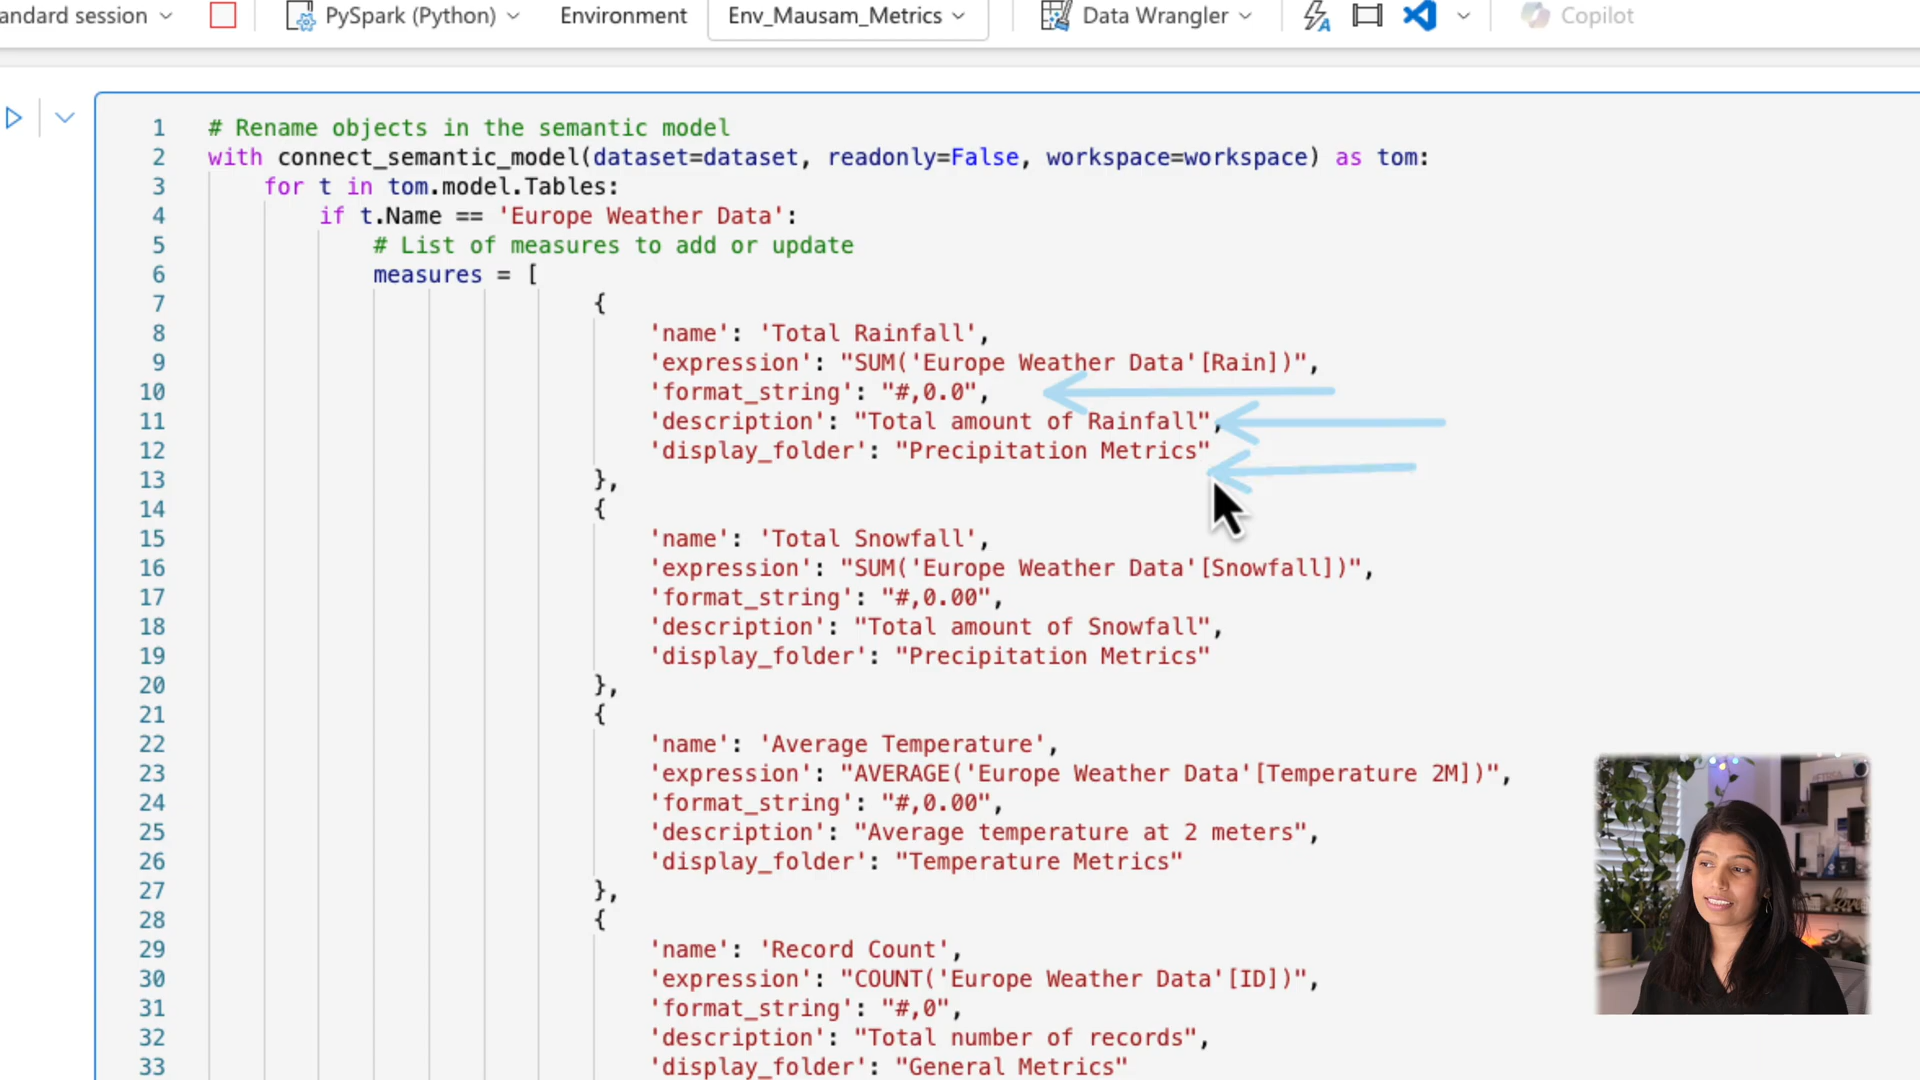 andard session
PySpark (Python)
Environment
Env_Mausam_Metrics
Data Wrangler
Copilot
1 # Rename objects in the semantic model
2 with connect_semantic_model(dataset=dataset, readonly=False, workspace=workspace) as tom:
3 for t in tom.model.Tables:
4 if t.Name == 'Europe Weather Data':
5 # List of measures to add or update
6 measures = [
7 {
8 'name': 'Total Rainfall',
9 'expression': "SUM('Europe Weather Data'[Rain])",
10 'format_string': "#,0.0",
11 'description': "Total amount of Rainfall",
12 'display_folder': "Precipitation Metrics"
13 },
14 {
15 'name': 'Total Snowfall',
16 'expression': "SUM('Europe Weather Data'[Snowfall])",
17 'format_string': "#,0.00",
18 'description': "Total amount of Snowfall",
19 'display_folder': "Precipitation Metrics"
20 },
21 {
22 'name': 'Average Temperature',
23 'expression': "AVERAGE('Europe Weather Data'[Temperature 2M])",
24 'format_string': "#,0.00",
25 'description': "Average temperature at 2 meters",
26 'display_folder': "Temperature Metrics"
27 },
28 {
29 'name': 'Record Count',
30 'expression': "COUNT('Europe Weather Data'[ID])",
31 'format_string': "#,0",
32 'description': "Total number of records",
33 'display_folder': "General Metrics"